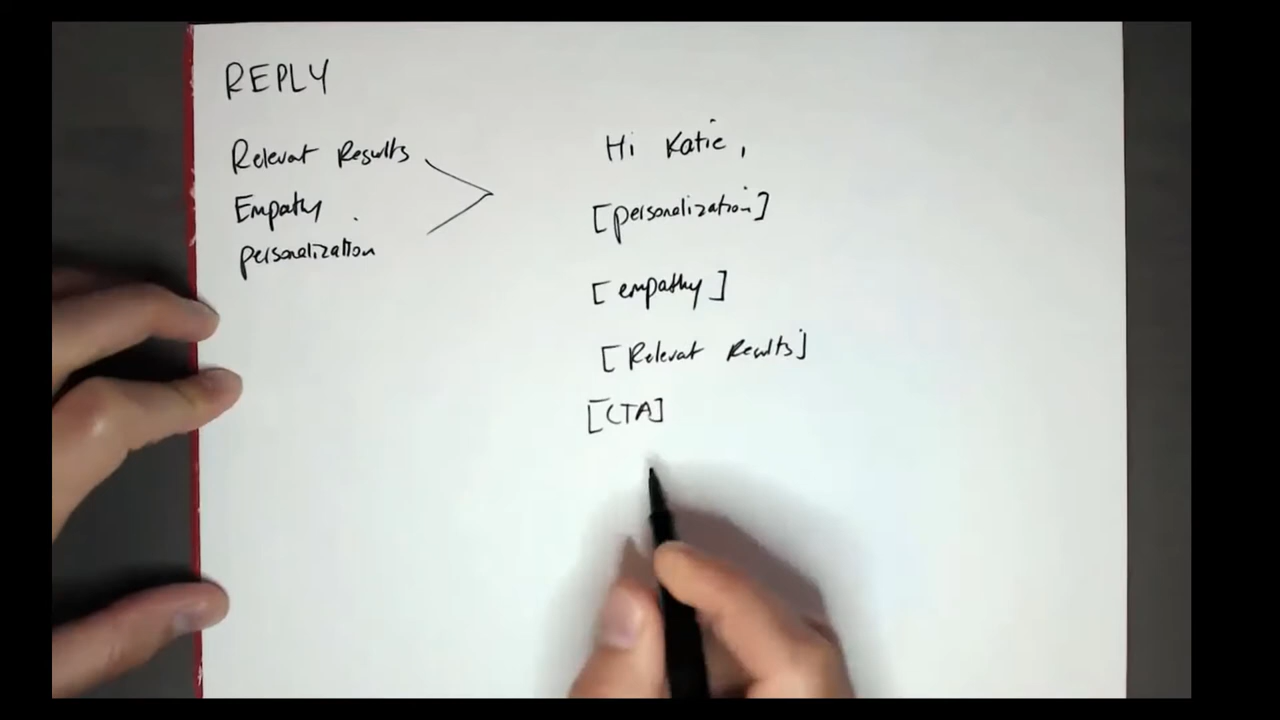 REPLY
Relevat Results
Empathy
personalization
Hi Katie,
[personalization]
[empathy]
[Relevat Results]
[CTA]